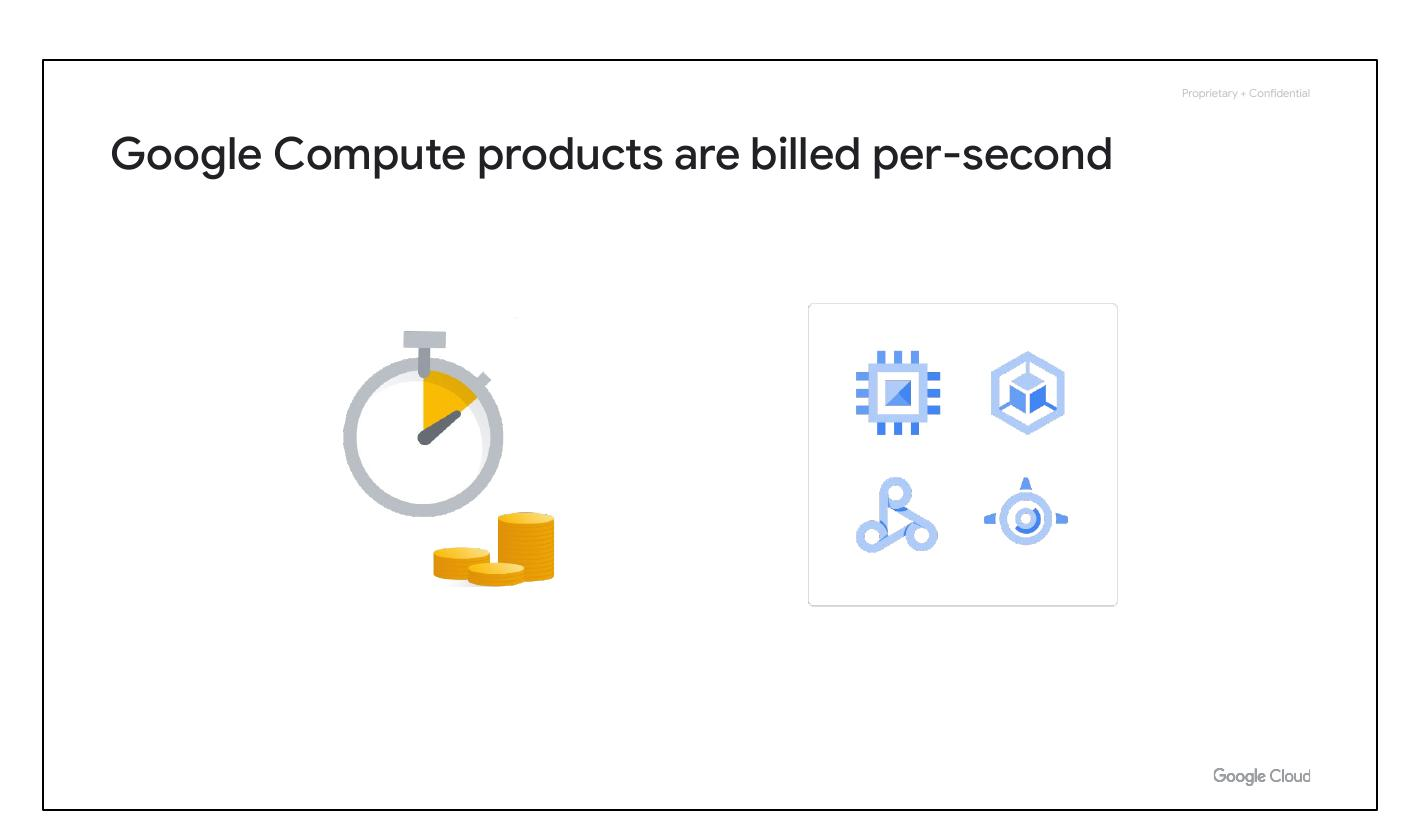 Proprietary + Confidential
Google Compute products are billed per-second
Google Cloud